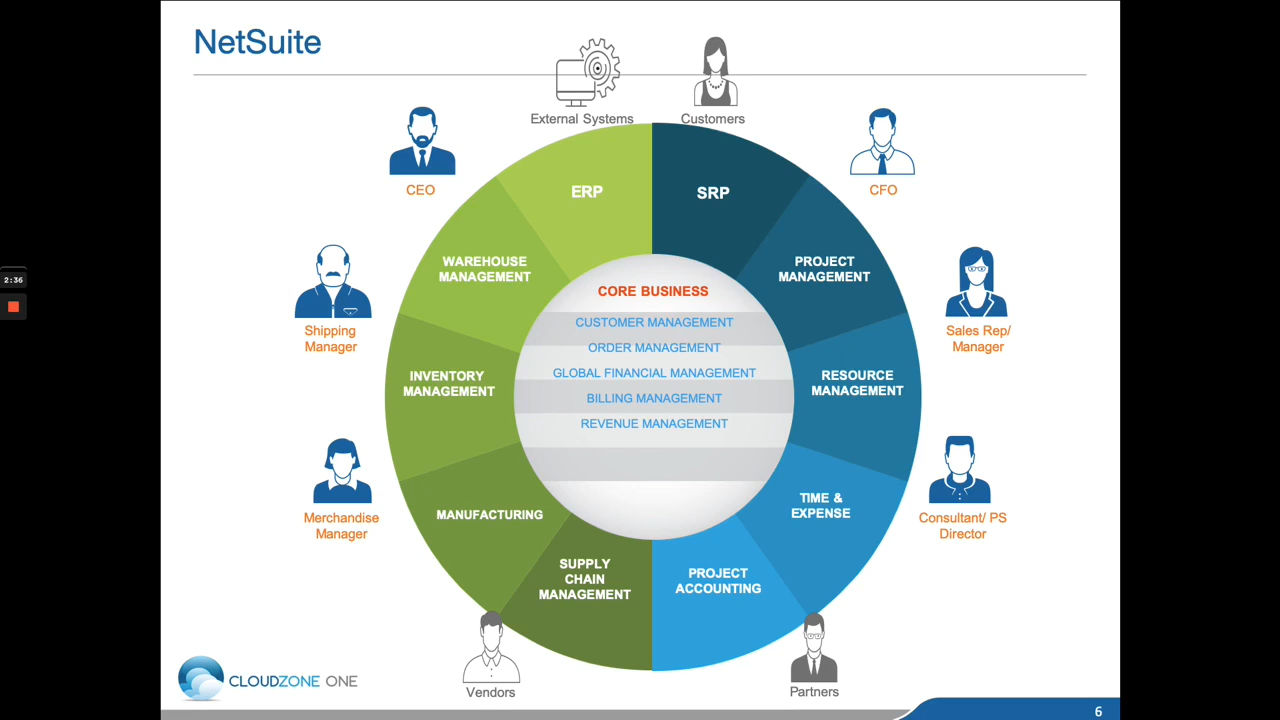 NetSuite
External Systems
Customers
CEO
CFO
ERP
SRP
WAREHOUSE
MANAGEMENT
PROJECT
MANAGEMENT
2:36
CORE BUSINESS
CUSTOMER MANAGEMENT
ORDER MANAGEMENT
GLOBAL FINANCIAL MANAGEMENT
BILLING MANAGEMENT
REVENUE MANAGEMENT
Shipping
Manager
Sales Rep/
Manager
INVENTORY
MANAGEMENT
RESOURCE
MANAGEMENT
Merchandise
Manager
MANUFACTURING
TIME &
EXPENSE
Consultant/ PS
Director
SUPPLY
CHAIN
MANAGEMENT
PROJECT
ACCOUNTING
Vendors
Partners
CLOUDZONE ONE
6